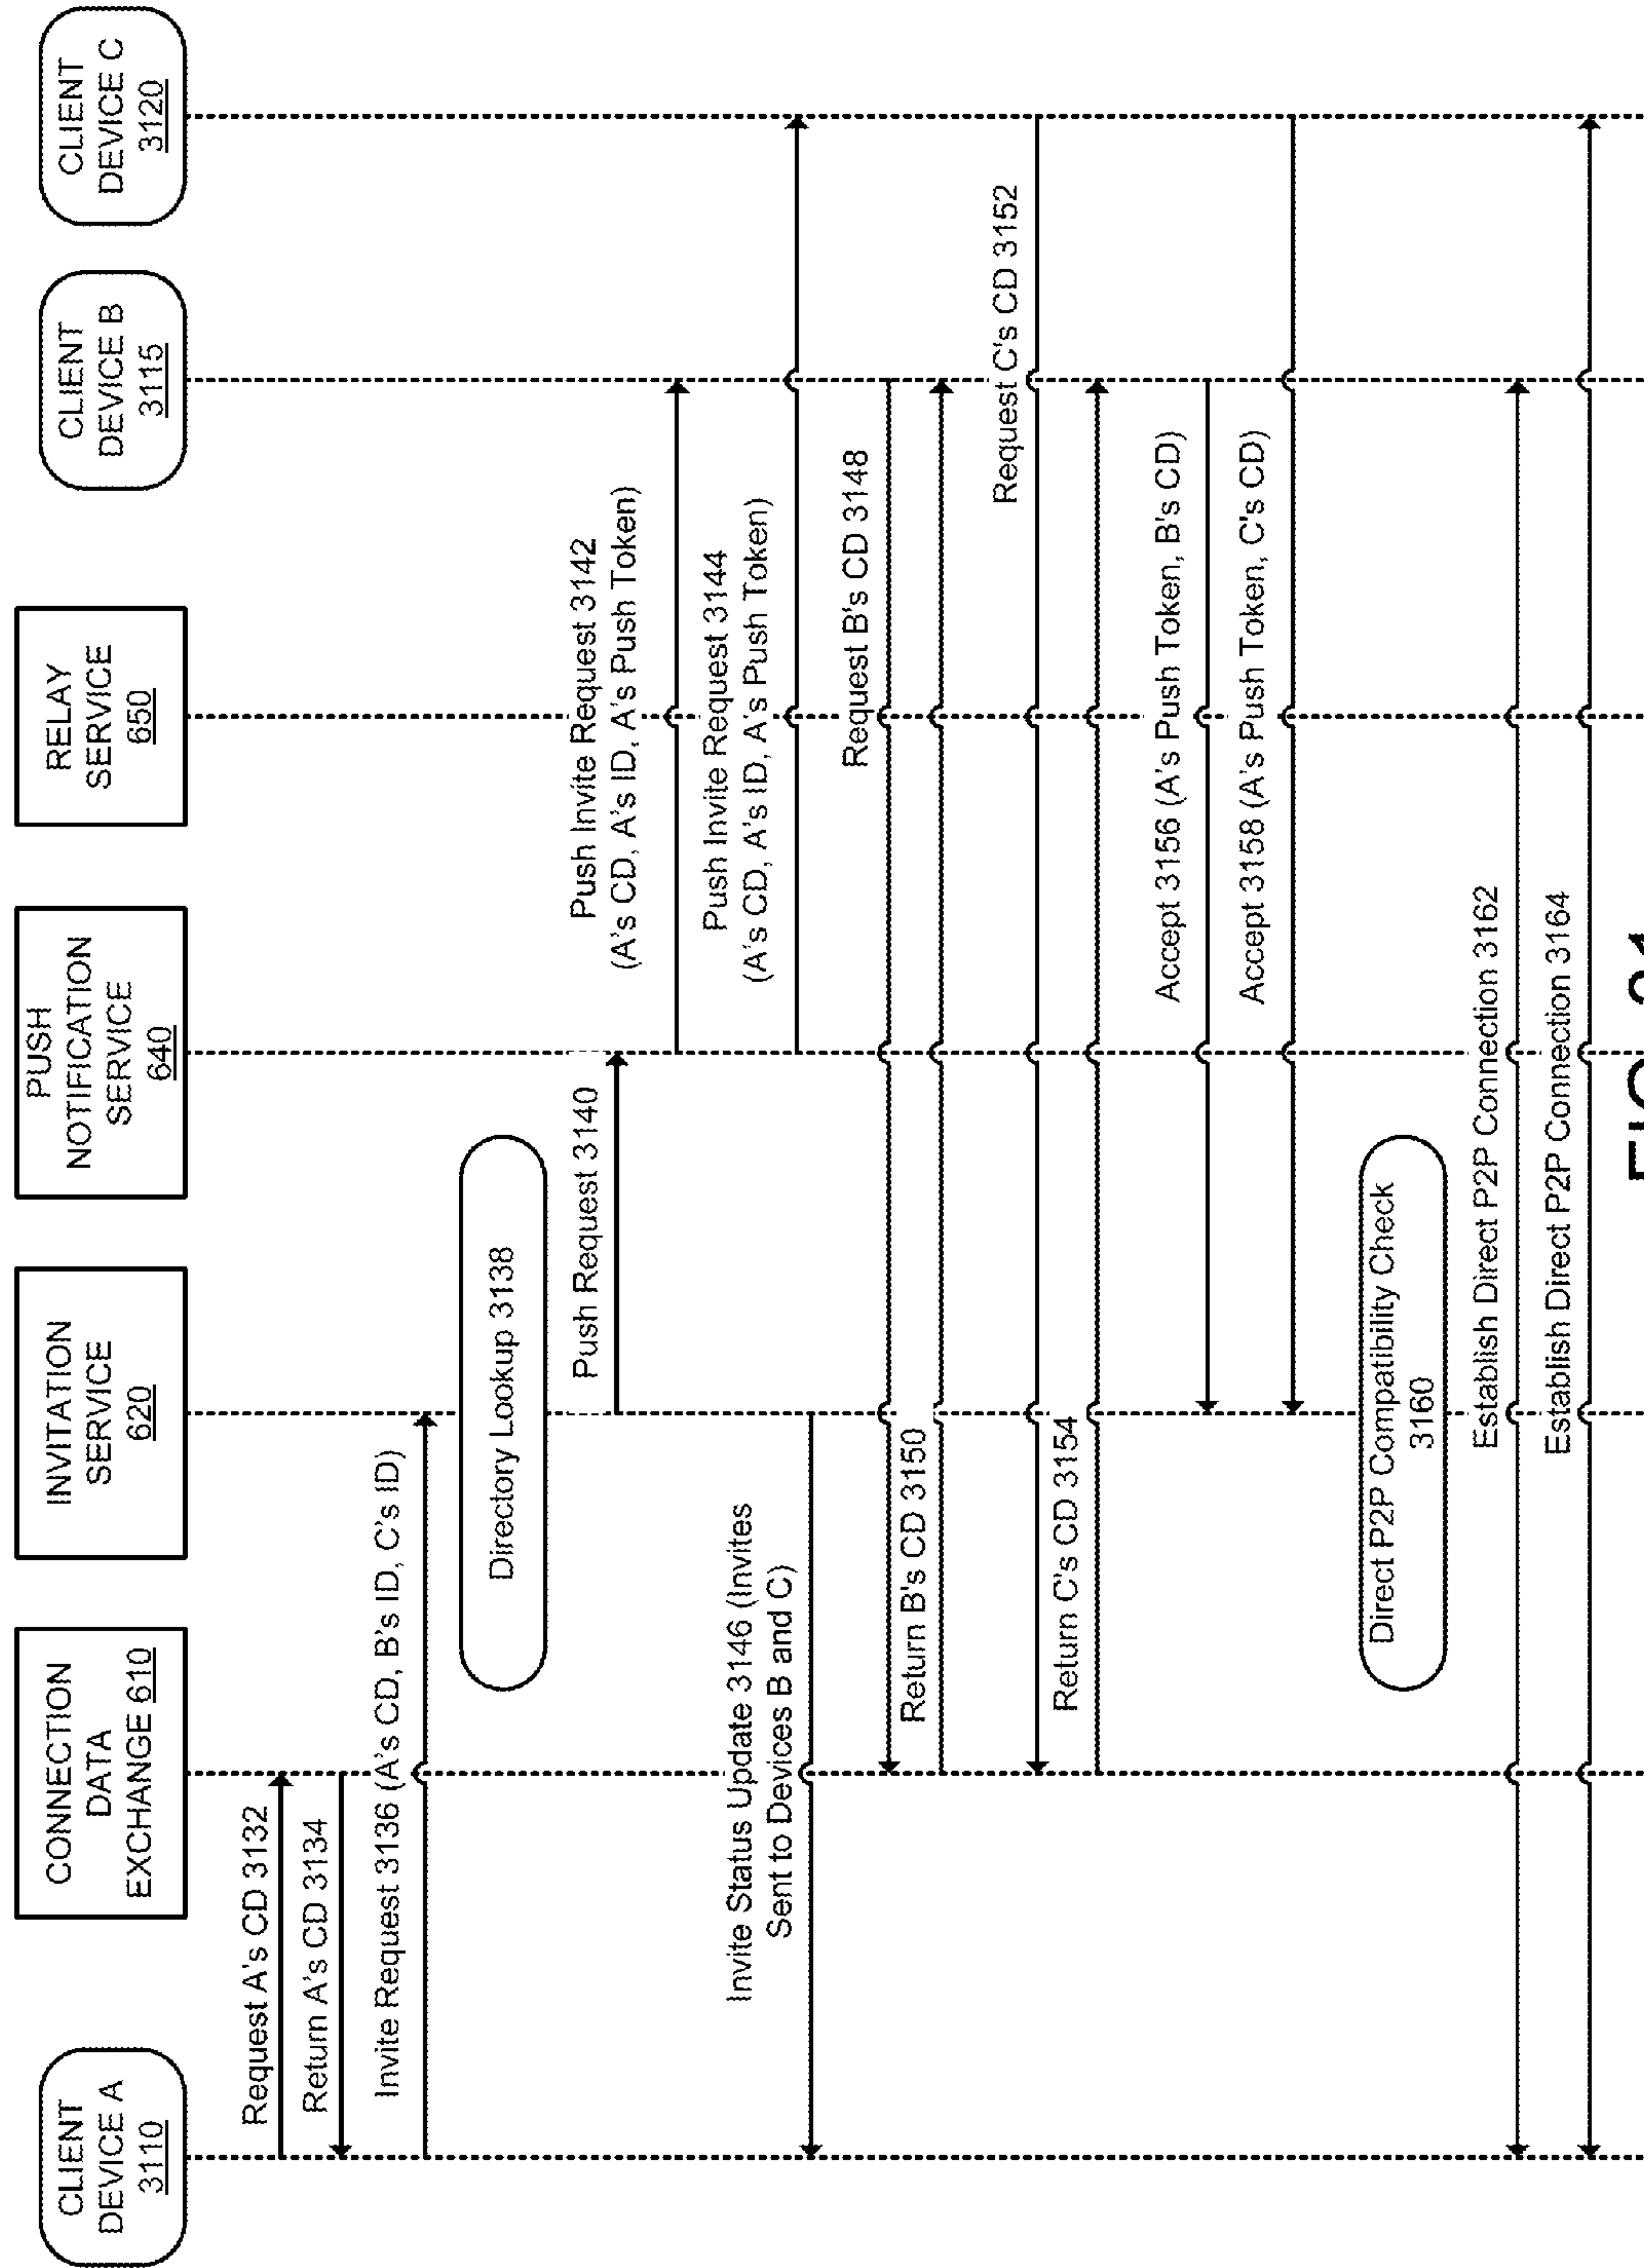 CLIENT
DEVICE A
3110
CONNECTION
DATA
EXCHANGE 610
INVITATION
SERVICE
620
PUSH
NOTIFICATION
SERVICE
640
RELAY
SERVICE
650
CLIENT
DEVICE B
3115
CLIENT
DEVICE C
3120
Request A's CD 3132
Return A's CD 3134
Invite Request 3136 (A's CD, B's ID, C's ID)
Directory Lookup 3138
Push Request 3140
Push Invite Request 3142
(A's CD, A's ID, A's Push Token)
Push Invite Request 3144
(A's CD, A's ID, A's Push Token)
Invite Status Update 3146 (Invites
Sent to Devices B and C)
Request B's CD 3148
Return B's CD 3150
Request C's CD 3152
Return C's CD 3154
Accept 3156 (A's Push Token, B's CD)
Accept 3158 (A's Push Token, C's CD)
Direct P2P Compatibility Check
3160
Establish Direct P2P Connection 3162
Establish Direct P2P Connection 3164